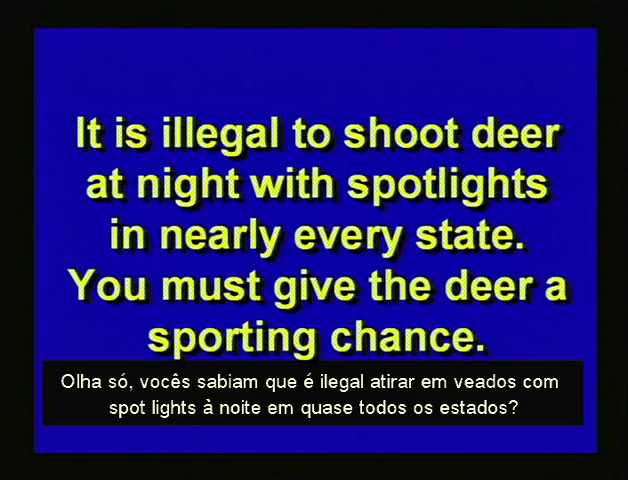 It is illegal to shoot deer
at night with spotlights
in nearly every state.
You must give the deer a
sporting chance.
Olha só, vocês sabiam que é ilegal atirar em veados com
spot lights à noite em quase todos os estados?